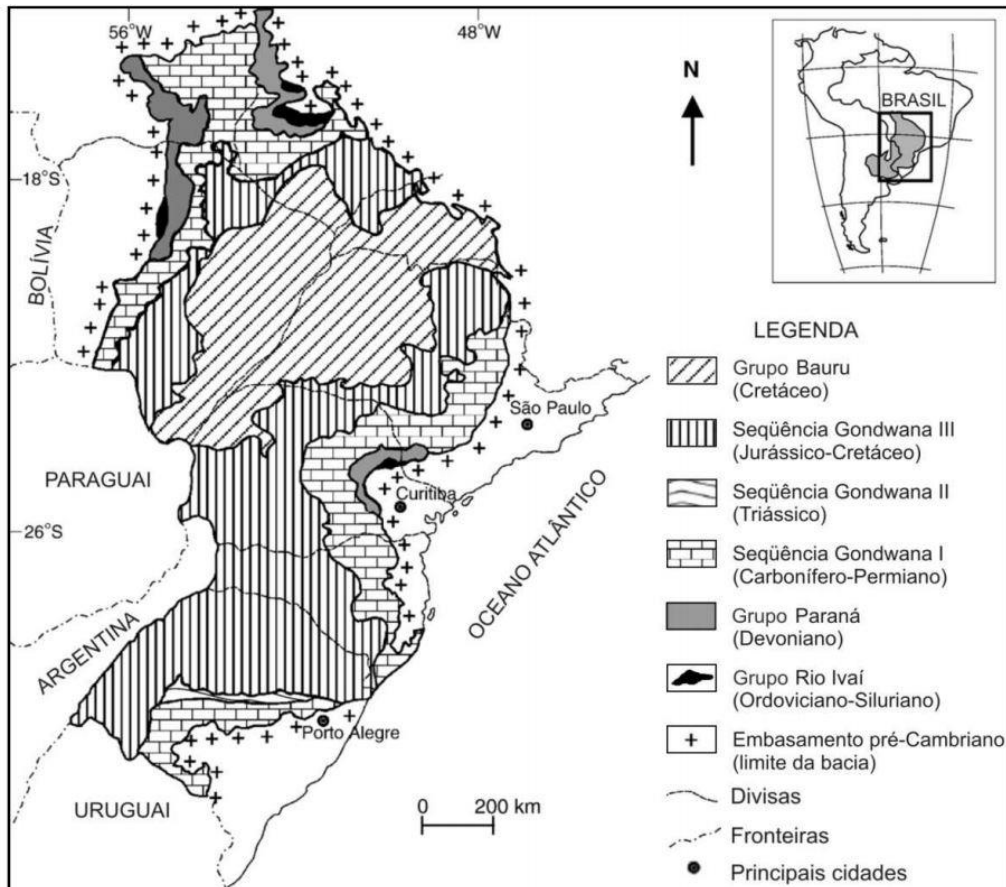 56°W
48°W
18°S
26°S
N
BRASIL
BOLÍVIA
PARAGUAI
ARGENTINA
URUGUAI
OCEANO ATLÂNTICO
São Paulo
Curitiba
Porto Alegre
0 200 km
LEGENDA
Grupo Bauru
(Cretáceo)
Seqüência Gondwana III
(Jurássico-Cretáceo)
Seqüência Gondwana II
(Triássico)
Seqüência Gondwana I
(Carbonífero-Permiano)
Grupo Paraná
(Devoniano)
Grupo Rio Ivaí
(Ordoviciano-Siluriano)
Embasamento pré-Cambriano
(limite da bacia)
Divisas
Fronteiras
Principais cidades